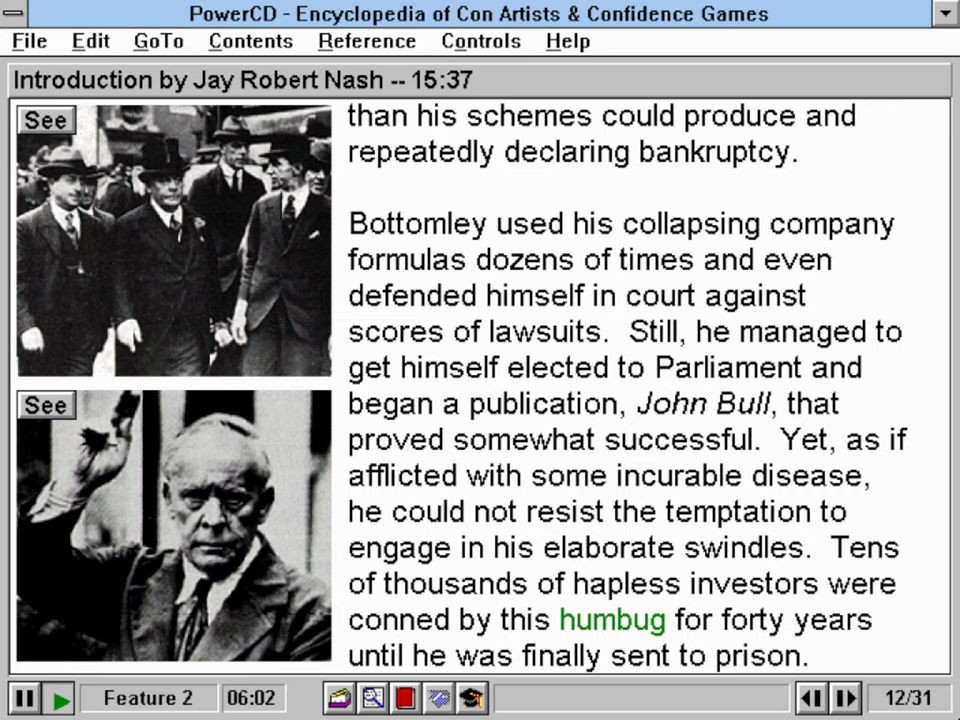 PowerCD - Encyclopedia of Con Artists & Confidence Games
File Edit GoTo Contents Reference Controls Help
Introduction by Jay Robert Nash -- 15:37
See
than his schemes could produce and
repeatedly declaring bankruptcy.
Bottomley used his collapsing company
formulas dozens of times and even
defended himself in court against
scores of lawsuits.  Still, he managed to
get himself elected to Parliament and
See
began a publication, John Bull, that
proved somewhat successful.  Yet, as if
afflicted with some incurable disease,
he could not resist the temptation to
engage in his elaborate swindles.  Tens
of thousands of hapless investors were
conned by this humbug for forty years
until he was finally sent to prison.
Feature 2 06:02 12/31